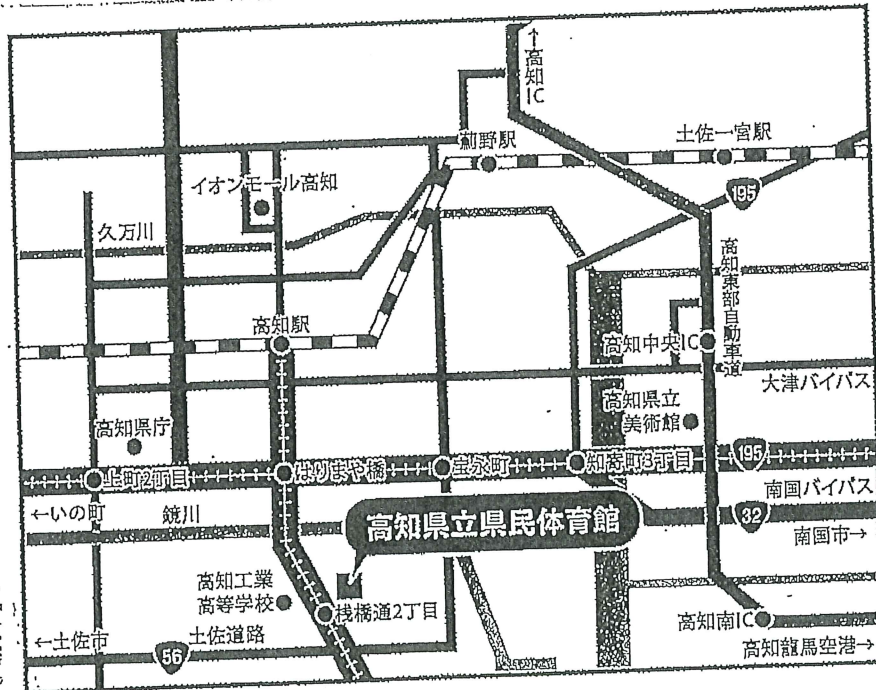 ↑高知IC
薊野駅
土佐一宮駅
イオンモール高知
195
久万川
高知東部自動車道
高知駅
高知中央IC
大津バイパス
高知県庁
高知県立
美術館
上町2丁目
はりまや橋
宝永町
知寄町3丁目
195
南国バイパス
←いの町
鏡川
高知県立県民体育館
32
南国市→
高知工業
高等学校
桟橋通2丁目
高知南IC
←土佐市
56
土佐道路
高知龍馬空港→